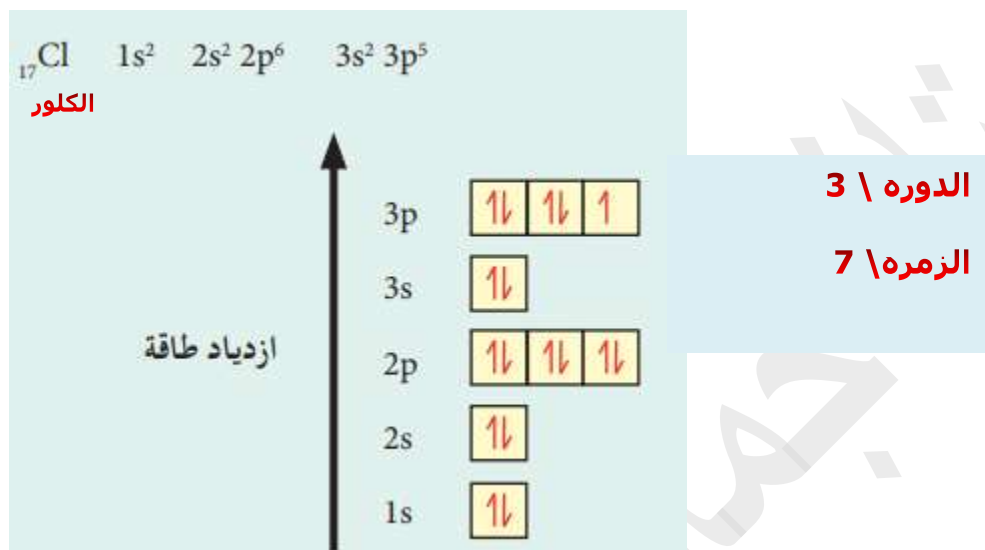 ₁₇Cl 1s² 2s² 2p⁶ 3s² 3p⁵
الكلور
الدوره \ 3
الزمره\ 7
3p ⥮ ⥮ ↿
3s ⥮
ازدياد طاقة
2p ⥮ ⥮ ⥮
2s ⥮
1s ⥮